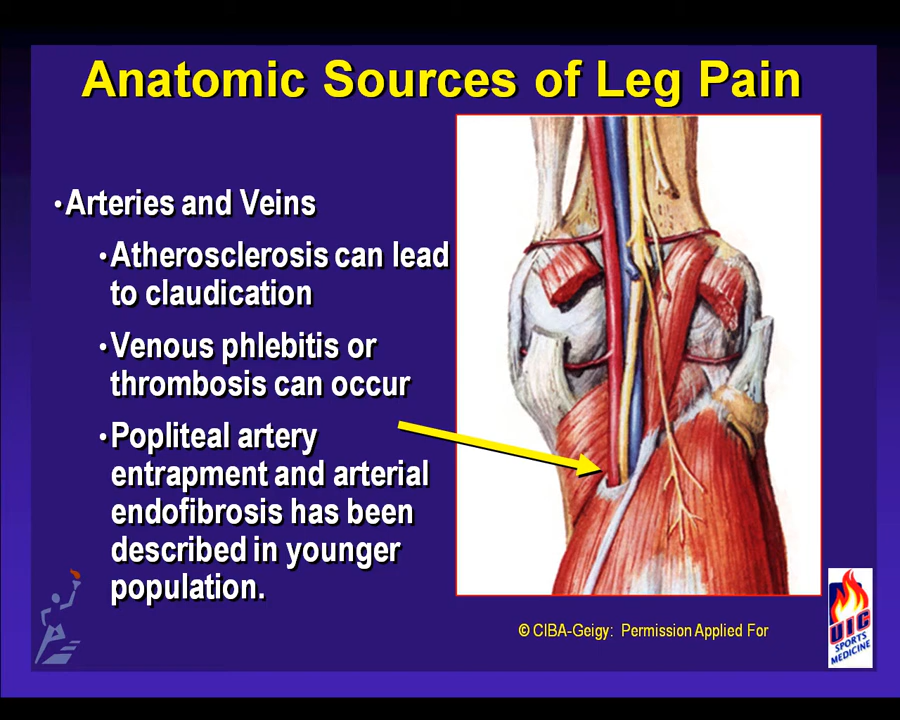 Anatomic Sources of Leg Pain
• Arteries and Veins
• Atherosclerosis can lead
to claudication
• Venous phlebitis or
thrombosis can occur
• Popliteal artery
entrapment and arterial
endofibrosis has been
described in younger
population.
© CIBA-Geigy: Permission Applied For
UIC
SPORTS
MEDICINE